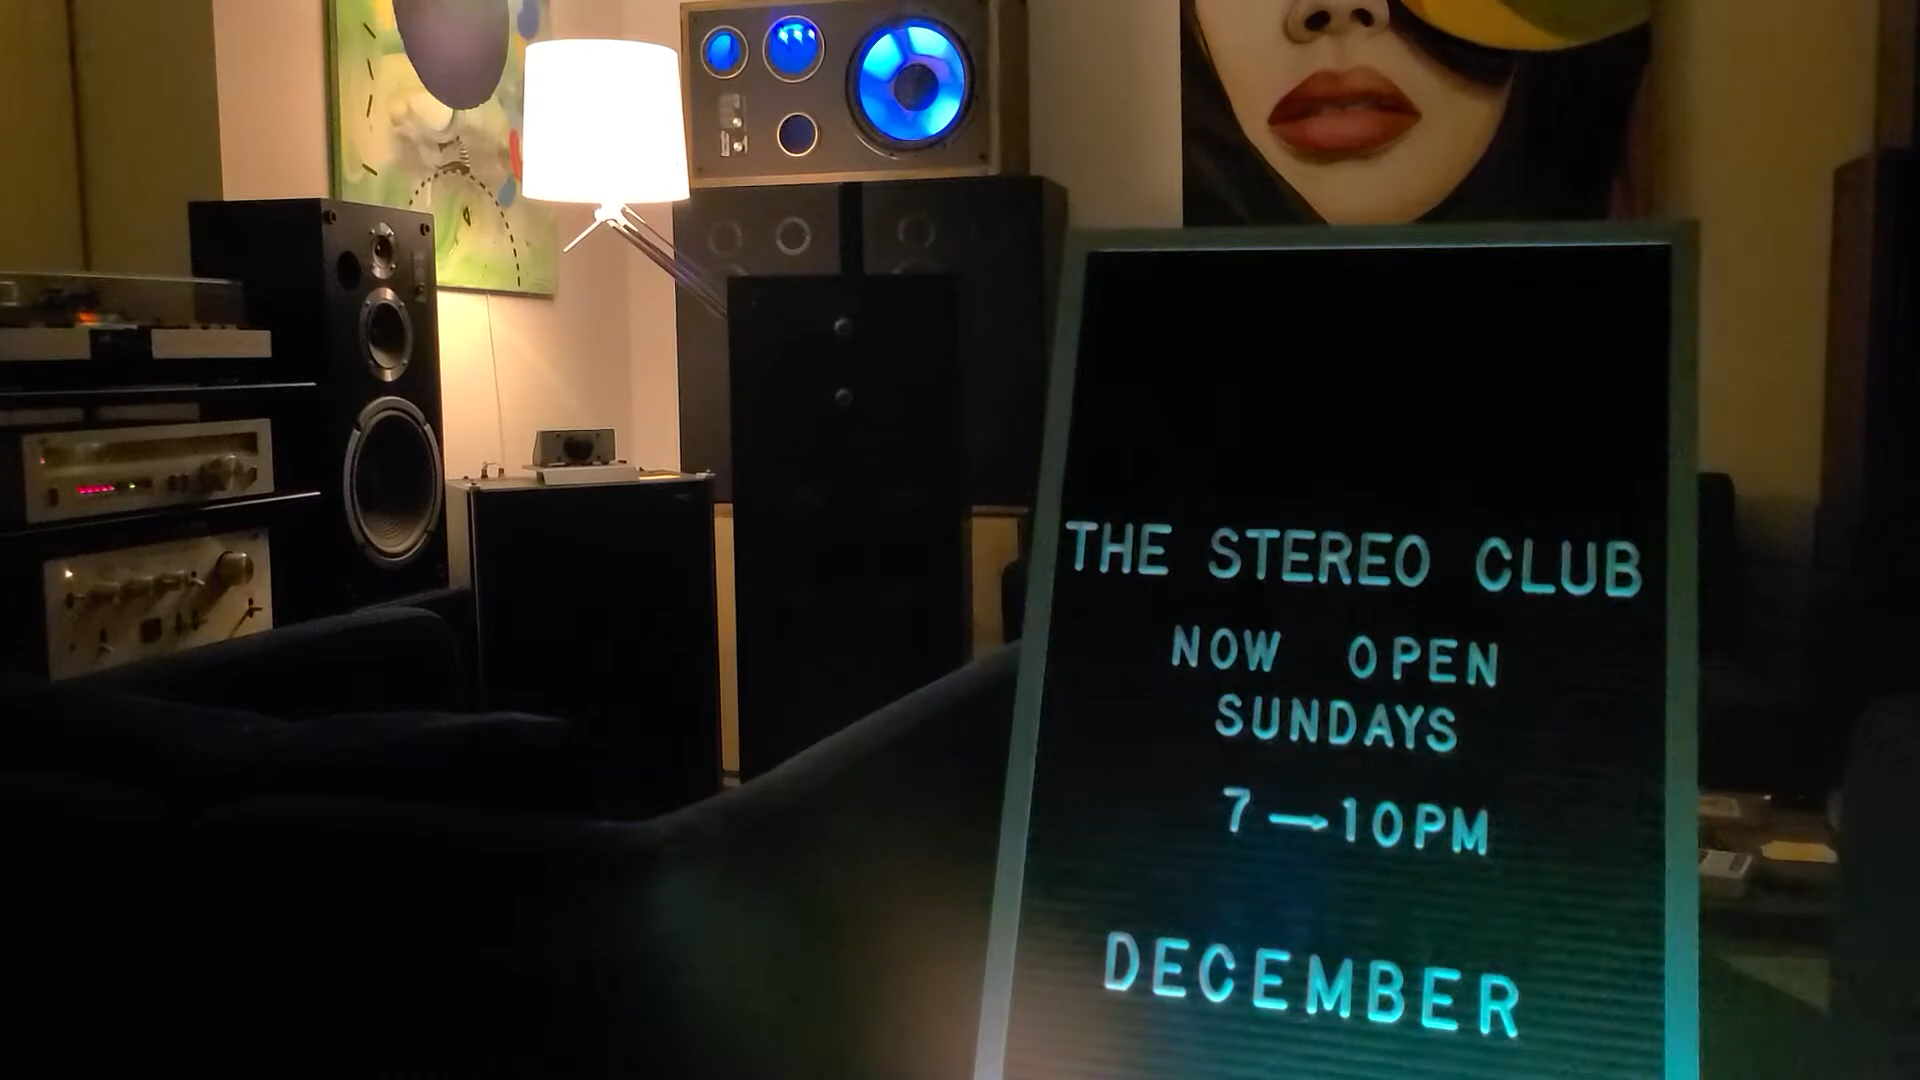 THE STEREO CLUB
NOW OPEN
SUNDAYS
7→10PM
DECEMBER